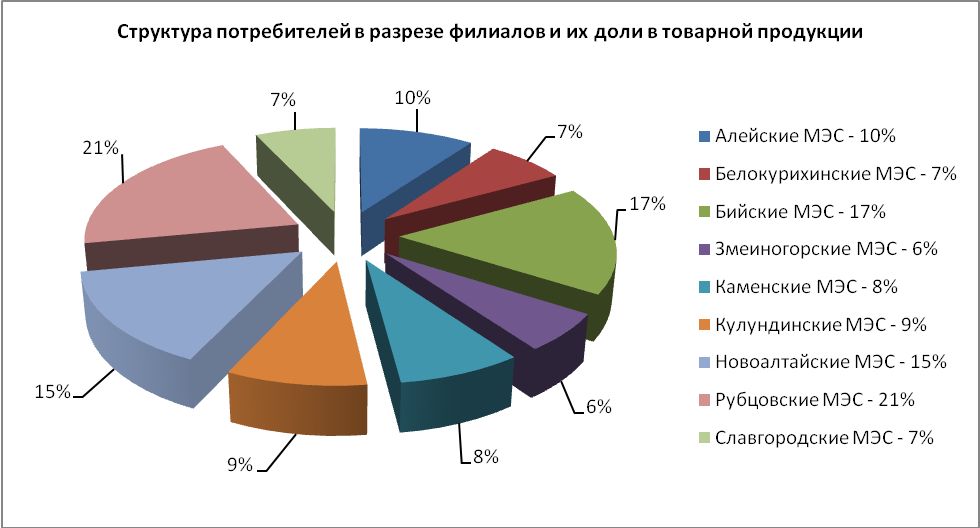 Структура потребителей в разрезе филиалов и их доли в товарной продукции
7%
10%
7%
21%
17%
15%
6%
9%
8%
Алейские МЭС - 10%
Белокурихинские МЭС - 7%
Бийские МЭС - 17%
Змеиногорские МЭС - 6%
Каменские МЭС - 8%
Кулундинские МЭС - 9%
Новоалтайские МЭС - 15%
Рубцовские МЭС - 21%
Славгородские МЭС - 7%